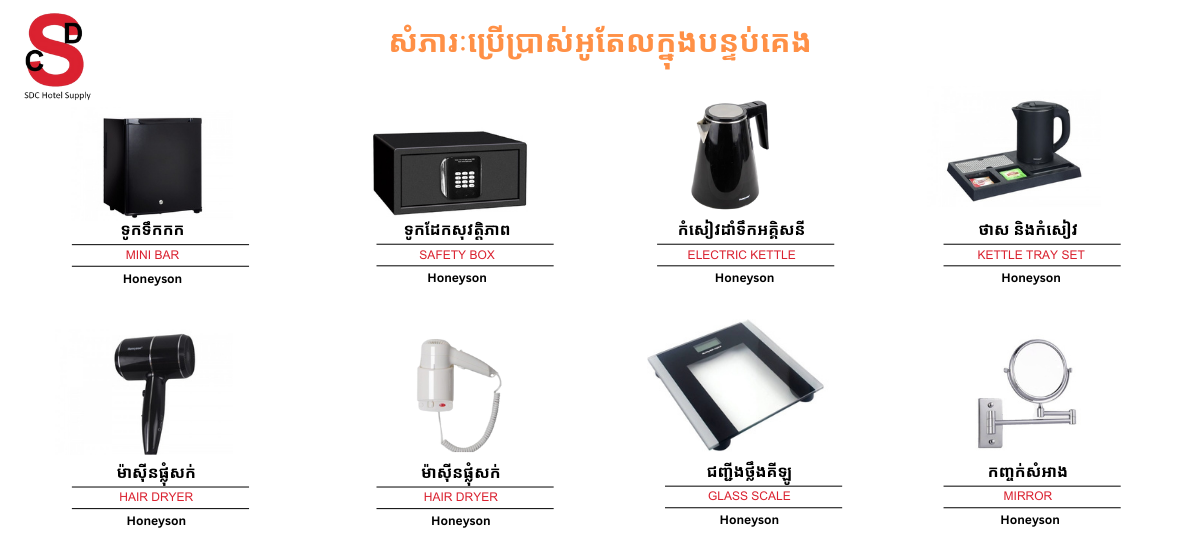 S D C
SDC Hotel Supply
សំភារៈប្រើប្រាស់អូតែលក្នុងបន្ទប់គេង
ទូកទឹកកក
MINI BAR
Honeyson
ទូកដែកសុវត្តិភាព
SAFETY BOX
Honeyson
កំសៀវដាំទឹកអគ្គិសនី
ELECTRIC KETTLE
Honeyson
ថាស និងកំសៀវ
KETTLE TRAY SET
Honeyson
ម៉ាស៊ីនផ្លុំសក់
HAIR DRYER
Honeyson
ម៉ាស៊ីនផ្លុំសក់
HAIR DRYER
Honeyson
ជញ្ជីងថ្លឹងគីឡូ
GLASS SCALE
Honeyson
កញ្ចក់សំអាង
MIRROR
Honeyson